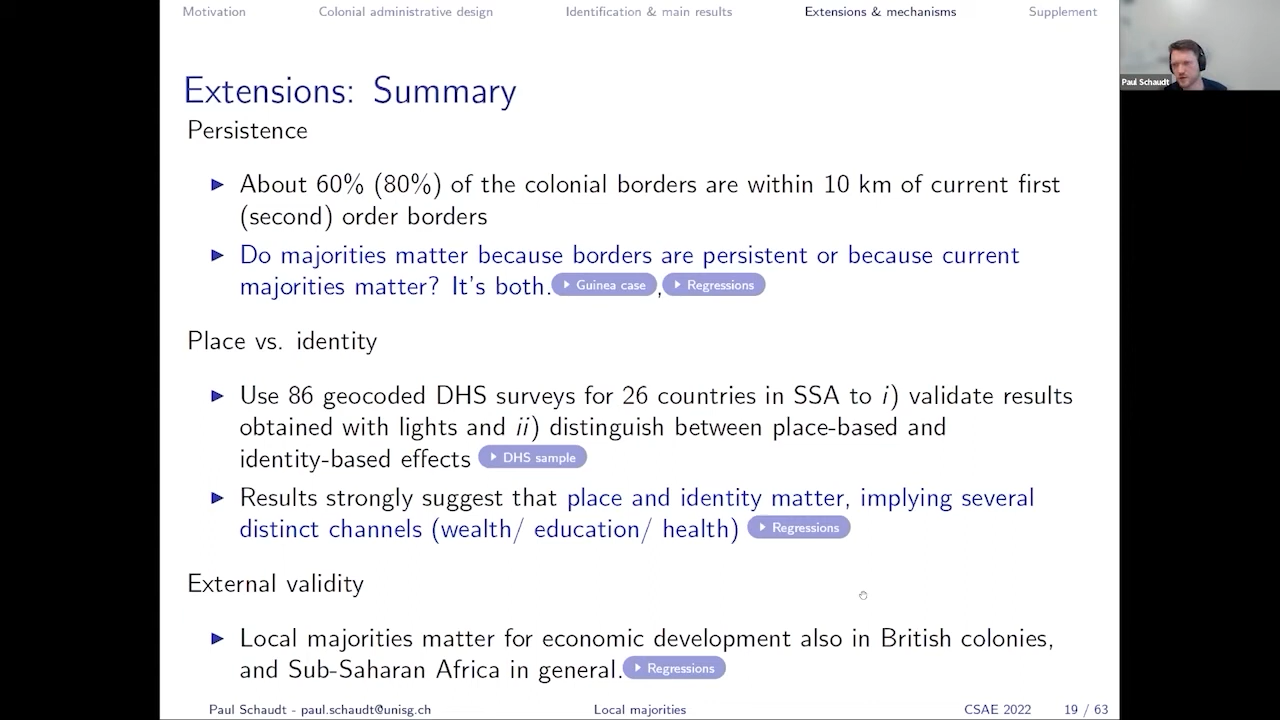 Motivation Colonial administrative design Identification & main results Extensions & mechanisms Supplement
Paul Schaudt
Extensions: Summary
Persistence
▶ About 60% (80%) of the colonial borders are within 10 km of current first
(second) order borders
▶ Do majorities matter because borders are persistent or because current
majorities matter? It's both. ▶ Guinea case , ▶ Regressions
Place vs. identity
▶ Use 86 geocoded DHS surveys for 26 countries in SSA to i) validate results
obtained with lights and ii) distinguish between place-based and
identity-based effects ▶ DHS sample
▶ Results strongly suggest that place and identity matter, implying several
distinct channels (wealth/ education/ health) ▶ Regressions
External validity
▶ Local majorities matter for economic development also in British colonies,
and Sub-Saharan Africa in general. ▶ Regressions
Paul Schaudt - paul.schaudt@unisg.ch Local majorities CSAE 2022 19 / 63